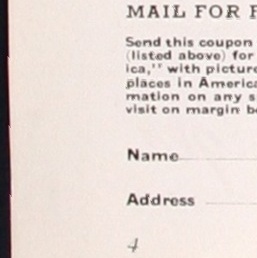 MAIL FOR
Send this coupon
(listed above) for
ica," with picture
places in America
mation on any s
visit on margin b
Name
Address
4